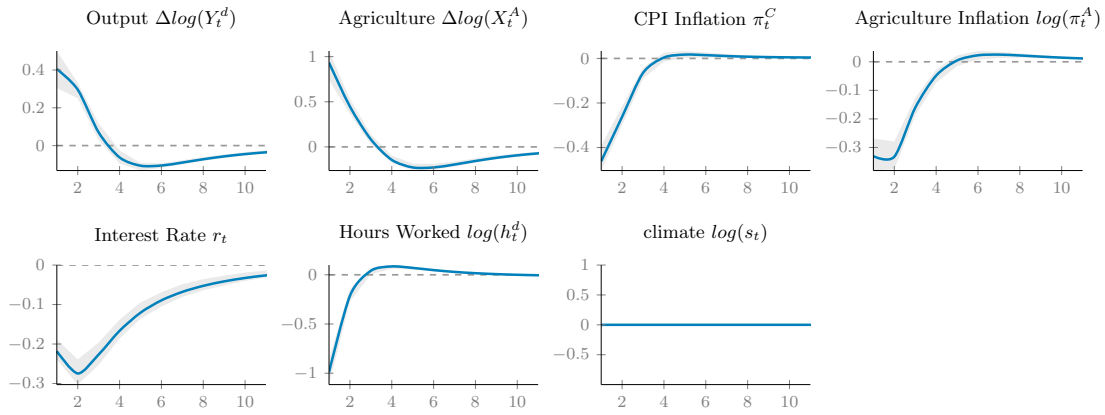 Output Δlog(Y_t^d)
Agriculture Δlog(X_t^A)
CPI Inflation π_t^C
Agriculture Inflation log(π_t^A)
0.4
0.2
0
2 4 6 8 10
1
0.5
0
2 4 6 8 10
0
−0.2
−0.4
2 4 6 8 10
0
−0.1
−0.2
−0.3
2 4 6 8 10
Interest Rate r_t
Hours Worked log(h_t^d)
climate log(s_t)
0
−0.1
−0.2
−0.3
2 4 6 8 10
0
−0.5
−1
2 4 6 8 10
1
0.5
0
−0.5
2 4 6 8 10